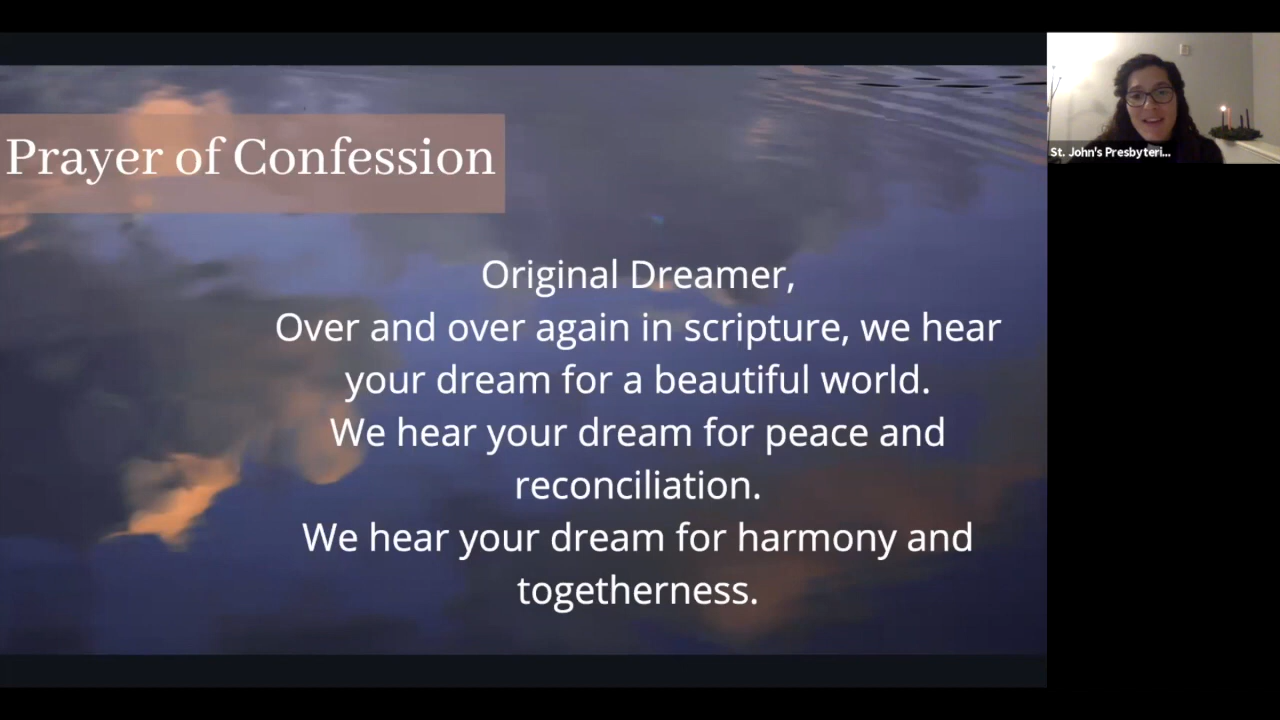 Prayer of Confession
Original Dreamer,
Over and over again in scripture, we hear
your dream for a beautiful world.
We hear your dream for peace and
reconciliation.
We hear your dream for harmony and
togetherness.
St. John's Presbyteri...